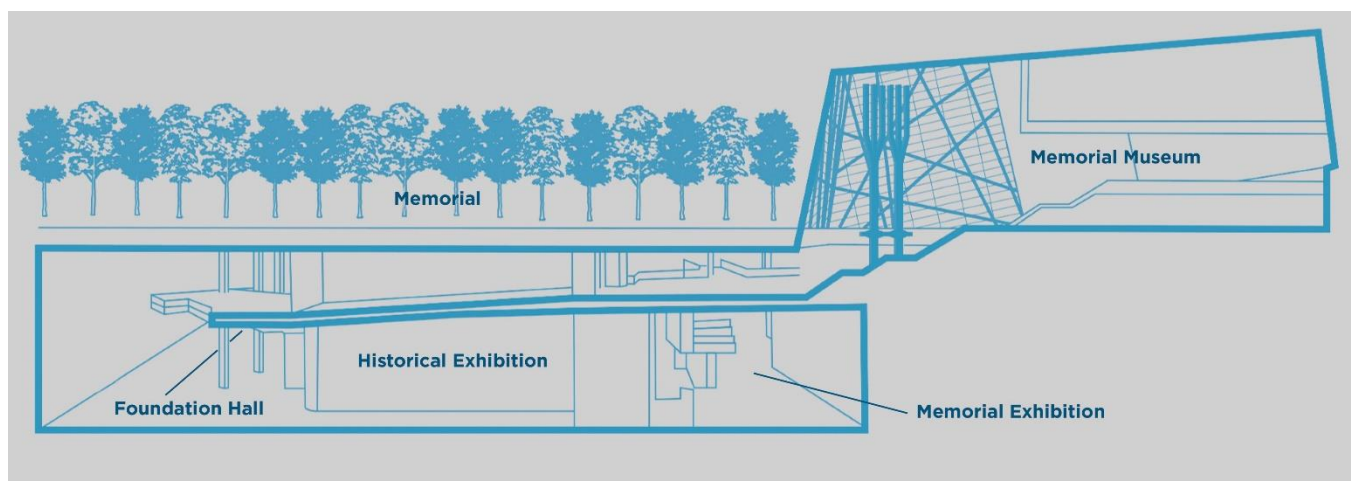 Memorial
Memorial Museum
Historical Exhibition
Foundation Hall
Memorial Exhibition